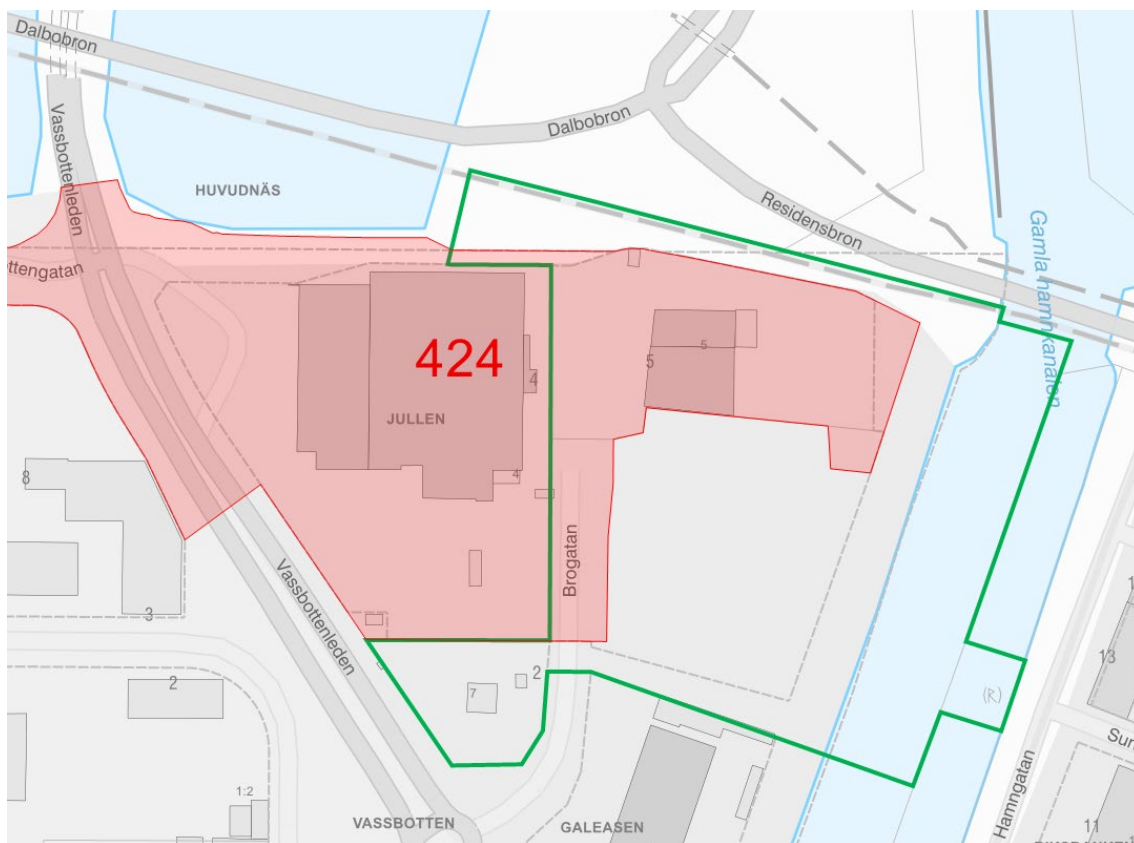 Dalbobron
Vassbottenleden
HUVUDNÄS
Dalbobron
Residensbron
Gamla hamnkanalen
ttengatan
424
4
5
5
JULLEN
8
4
Brogatan
Vassbottenleden
3
2
2
7
13
(R)
Hamngatan
1:2
VASSBOTTEN
GALEASEN
11